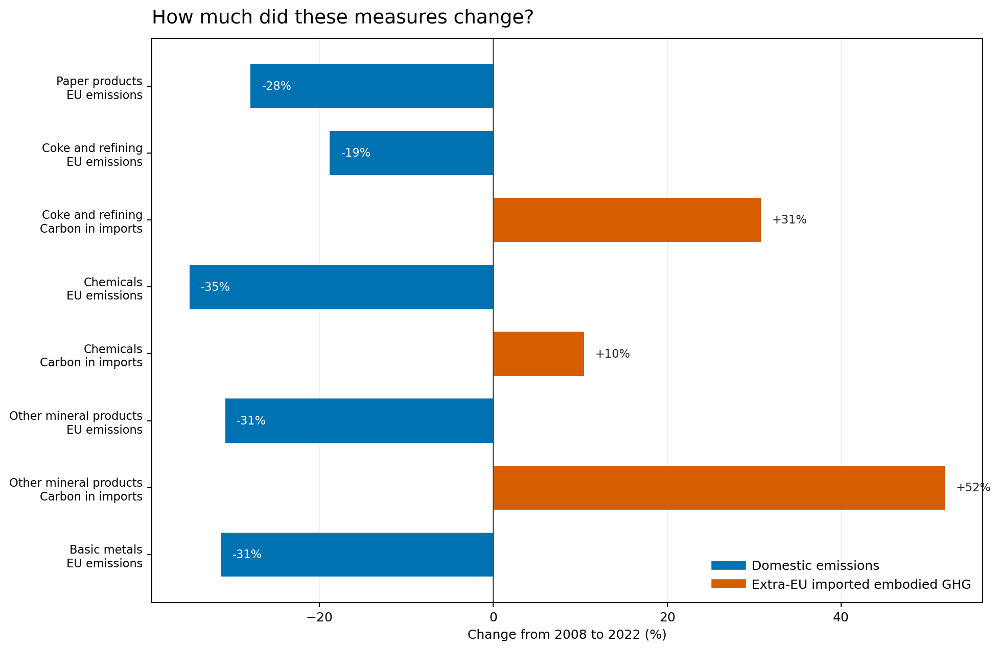 How much did these measures change?
Paper products
EU emissions
-28%
Coke and refining
EU emissions
-19%
Coke and refining
Carbon in imports
+31%
Chemicals
EU emissions
-35%
Chemicals
Carbon in imports
+10%
Other mineral products
EU emissions
-31%
Other mineral products
Carbon in imports
+52%
Basic metals
EU emissions
-31%
Domestic emissions
Extra-EU imported embodied GHG
−20 0 20 40
Change from 2008 to 2022 (%)